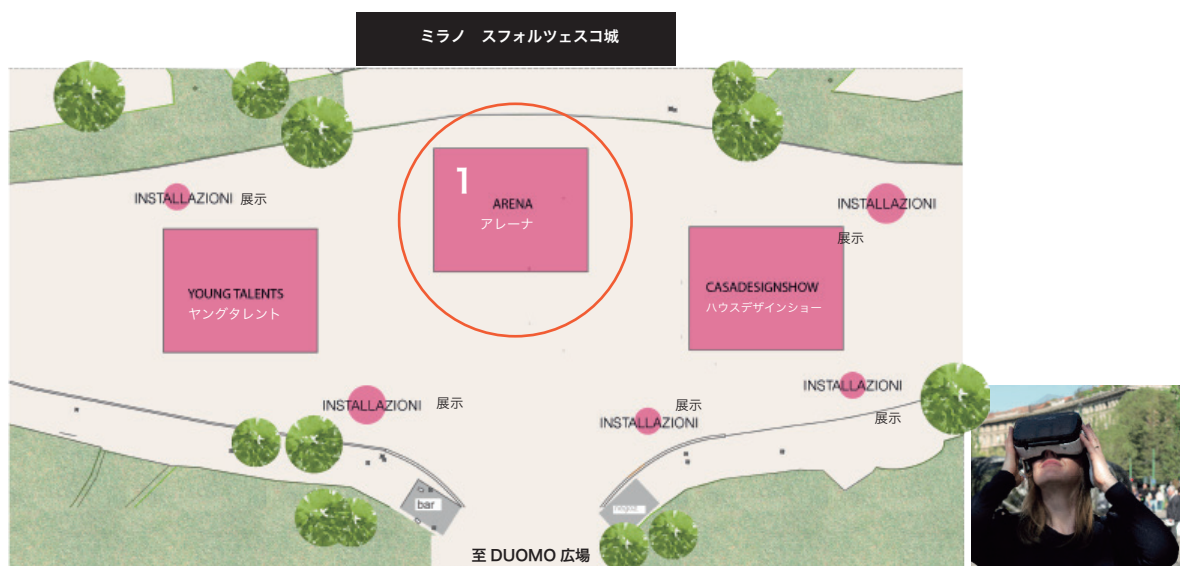 ミラノ　スフォルツェスコ城
1
ARENA
アレーナ
INSTALLAZIONI 展示
INSTALLAZIONI
展示
YOUNG TALENTS
ヤングタレント
CASADESIGNSHOW
ハウスデザインショー
INSTALLAZIONI 展示
INSTALLAZIONI
展示
INSTALLAZIONI
展示
bar
至 DUOMO 広場